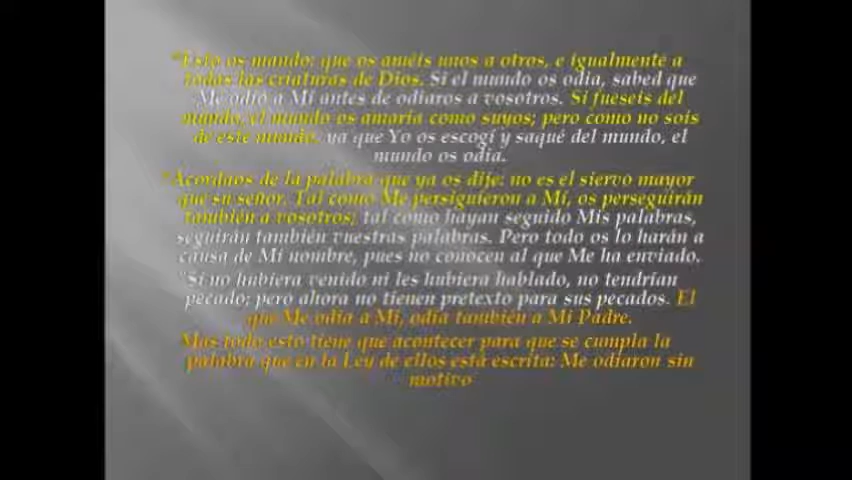 "Esto os mando: que os améis unos a otros, e igualmente a
todas las criaturas de Dios. Si el mundo os odia, sabed que
Me odió a Mí antes de odiaros a vosotros. Si fueseis del
mundo, el mundo os amaría como suyos; pero como no sois
de este mundo, ya que Yo os escogí y saqué del mundo, el
mundo os odia.
"Acordaos de la palabra que ya os dije: no es el siervo mayor
que su señor. Tal como Me persiguieron a Mí, os perseguirán
también a vosotros; tal como hayan seguido Mis palabras,
seguirán también vuestras palabras. Pero todo os lo harán a
causa de Mi nombre, pues no conocen al que Me ha enviado.
"Si no hubiera venido ni les hubiera hablado, no tendrían
pecado; pero ahora no tienen pretexto para sus pecados. El
que Me odia a Mí, odia también a Mi Padre.
Mas todo esto tiene que acontecer para que se cumpla la
palabra que en la Ley de ellos está escrita: Me odiaron sin
motivo